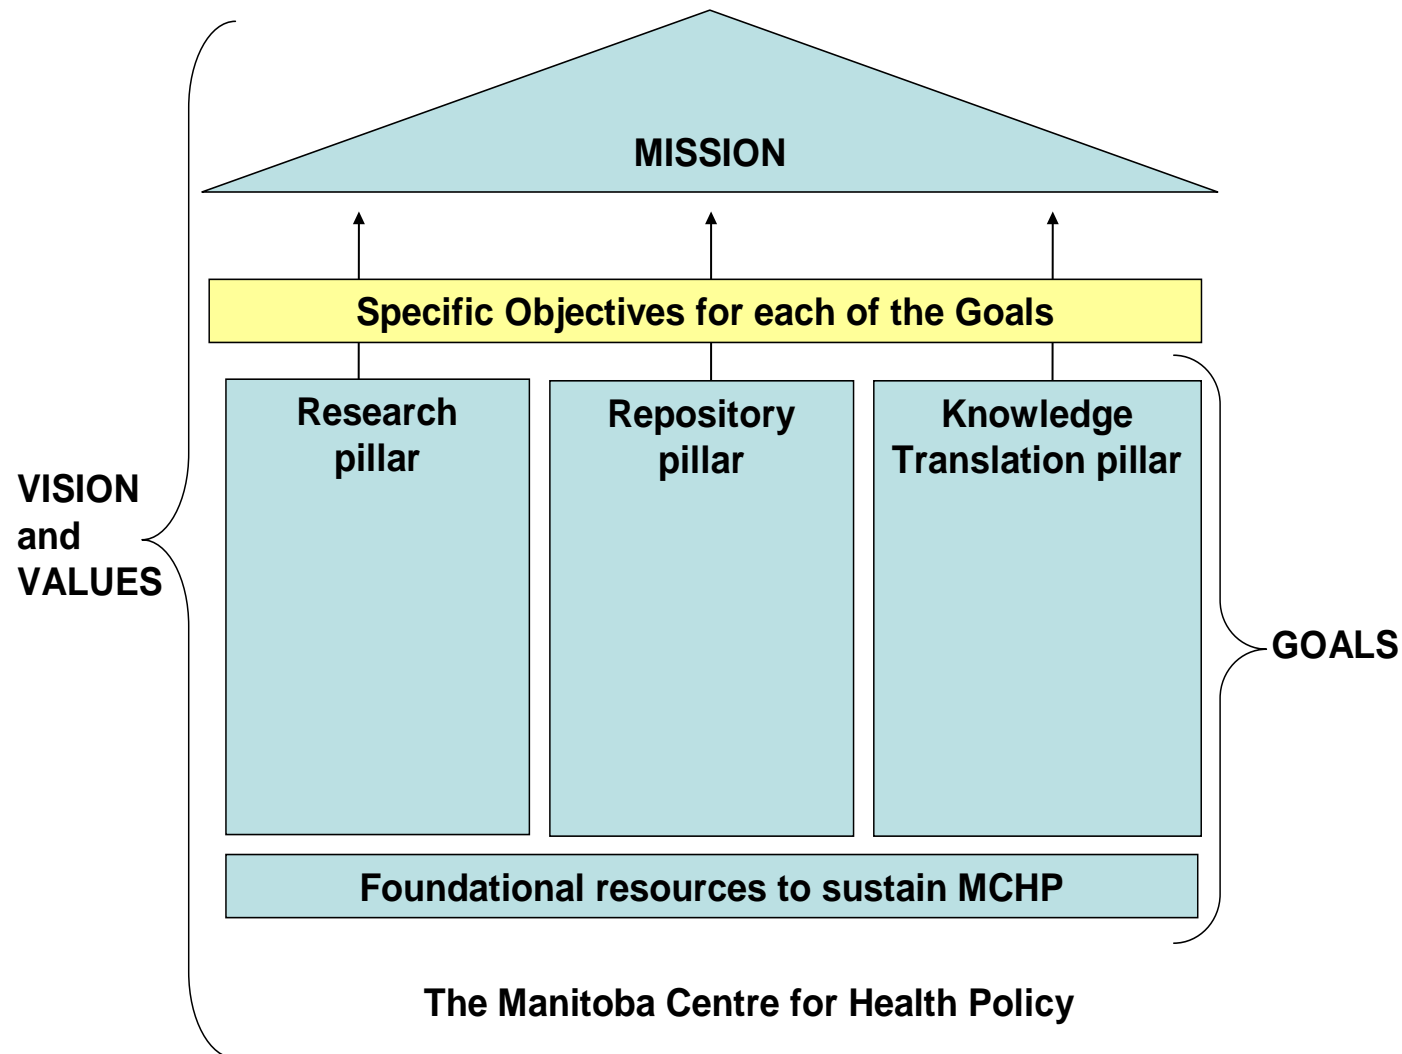 MISSION
Specific Objectives for each of the Goals
Research
pillar
Repository
pillar
Knowledge
Translation pillar
VISION
and
VALUES
GOALS
Foundational resources to sustain MCHP
The Manitoba Centre for Health Policy